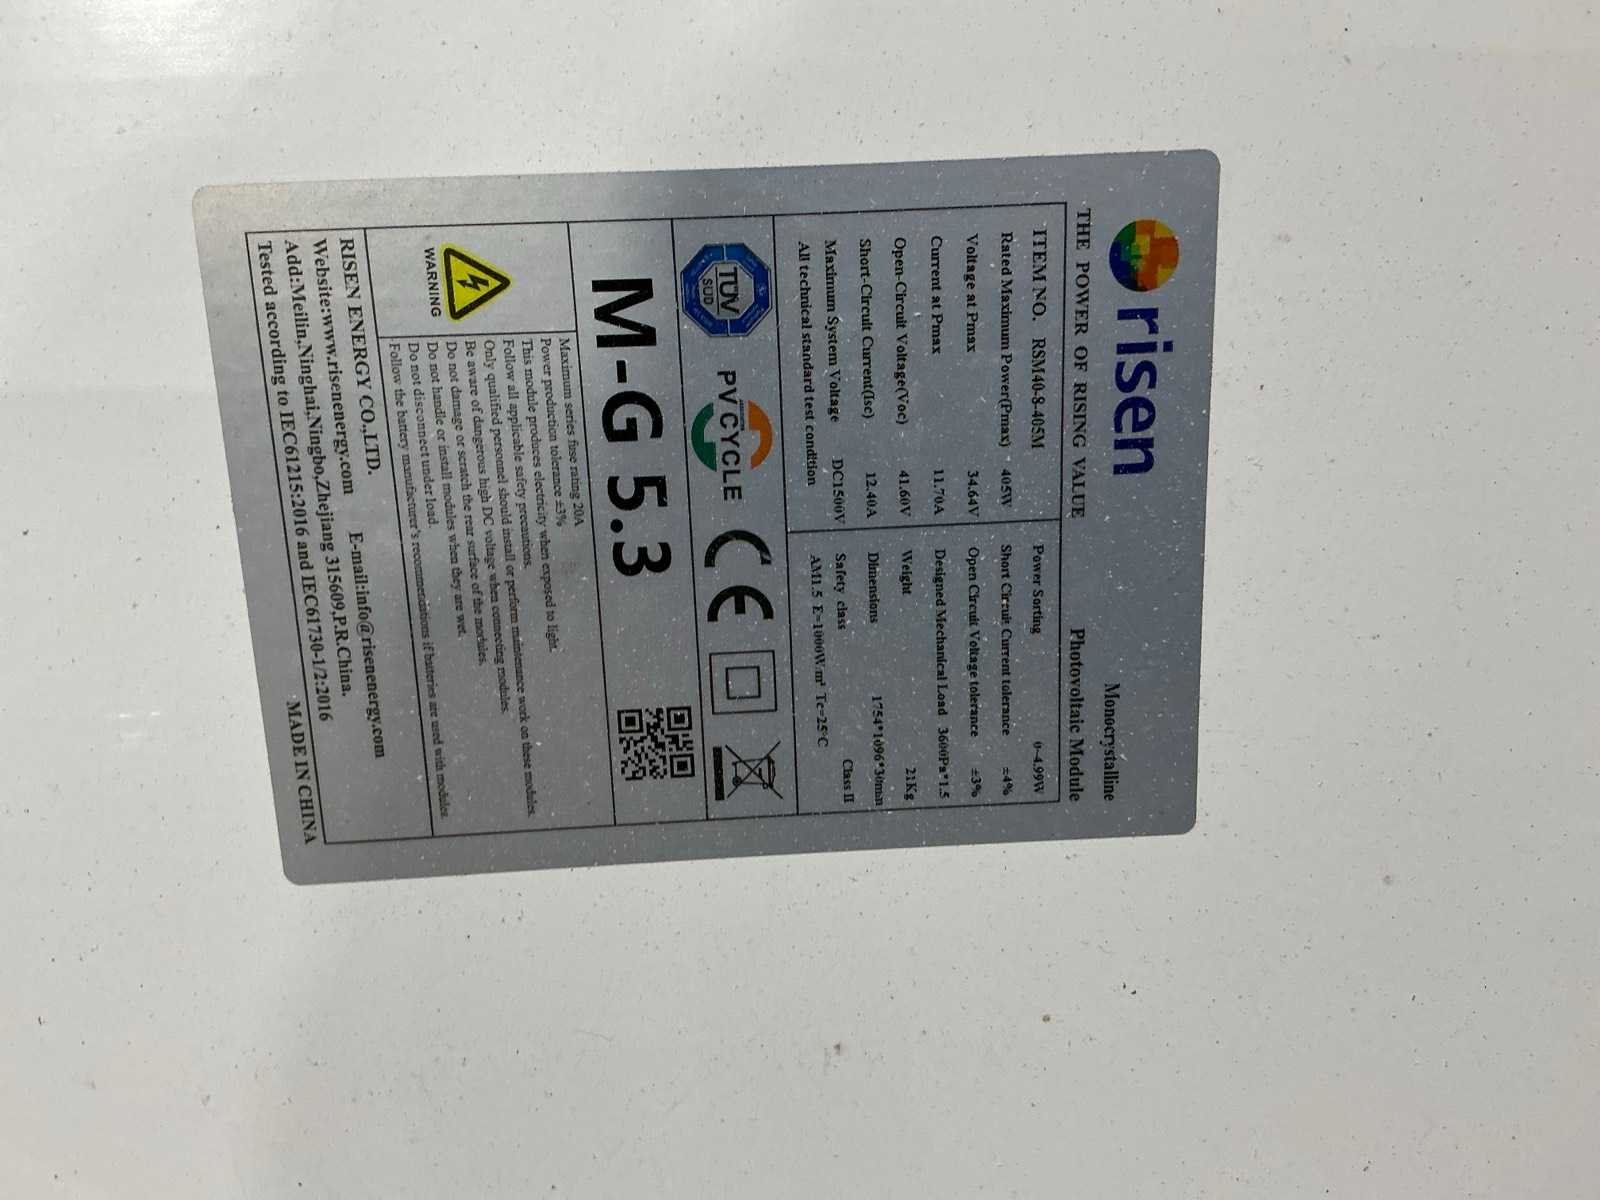 risen
THE POWER OF RISING VALUE
Monocrystalline
Photovoltaic Module
ITEM NO. RSM40-8-405M
Rated Maximum Power(Pmax) 405W
Voltage at Pmax 34.64V
Current at Pmax 11.70A
Open-Circuit Voltage(Voc) 41.60V
Short-Circuit Current(Isc) 12.40A
Maximum System Voltage DC1500V
All technical standard test condition
Power Sorting 0~4.99W
Short Circuit Current tolerance ±4%
Open Circuit Voltage tolerance ±3%
Designed Mechanical Load 3600Pa*1.5
Weight 21Kg
Dimensions 1754*1096*30mm
Safety class Class II
AM1.5 E=1000W/m² Tc=25°C
TÜV
SÜD
PV CYCLE
CE
M-G 5.3
WARNING
Maximum series fuse rating 20A
Power production tolerance ±3%
This module produces electricity when exposed to light.
Follow all applicable safety precautions.
Only qualified personnel should install or perform maintenance work on these modules.
Be aware of dangerous high DC voltage when connecting modules.
Do not damage or scratch the rear surface of the modules.
Do not handle or install modules when they are wet.
Do not disconnect under load.
Follow the battery manufacturer's recommendations if batteries are used with modules.
RISEN ENERGY CO.,LTD.
Website:www.risenenergy.com E-mail:info@risenenergy.com
Add:Meilin,Ninghai,Ningbo,Zhejiang 315609,P.R.China.
Tested according to IEC61215:2016 and IEC61730-1/2:2016
MADE IN CHINA